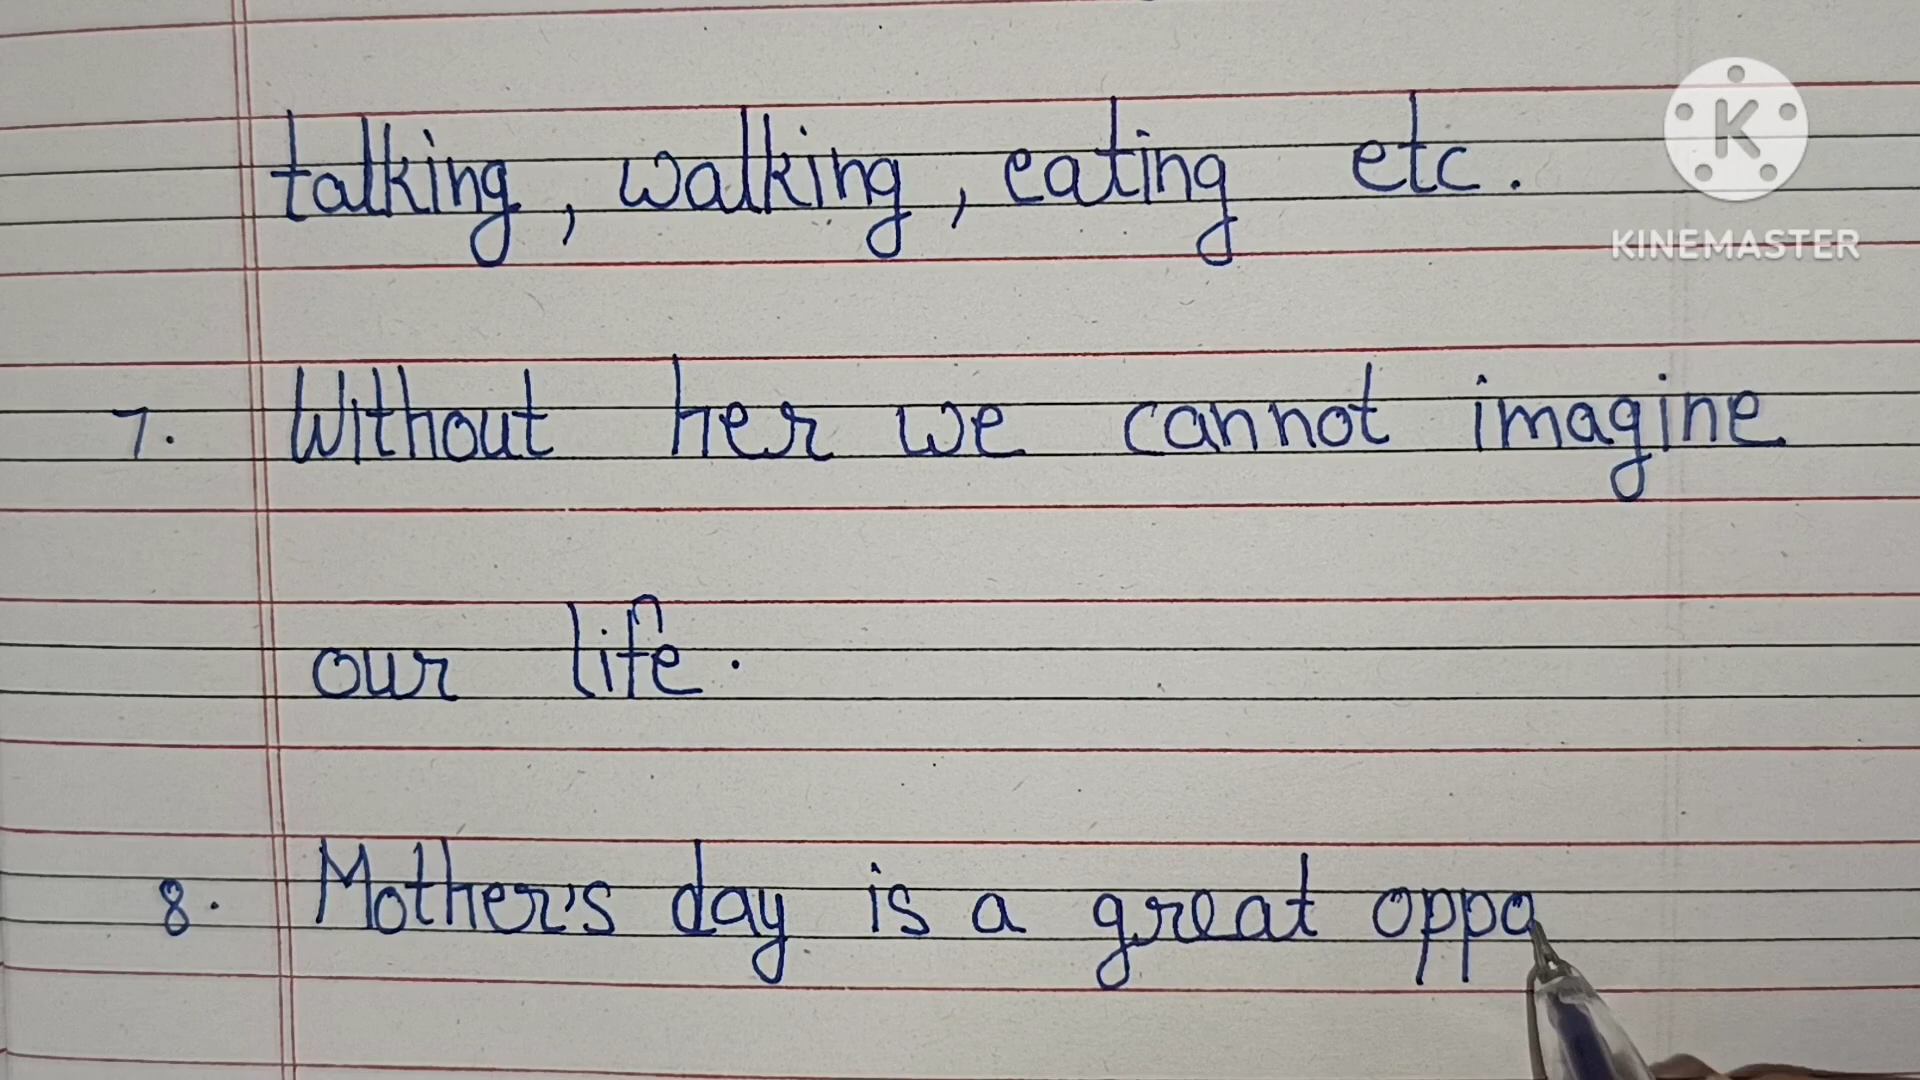 talking, walking, eating etc.
KINEMASTER
7. Without her we cannot imagine
our life.
8. Mother's day is a great oppo